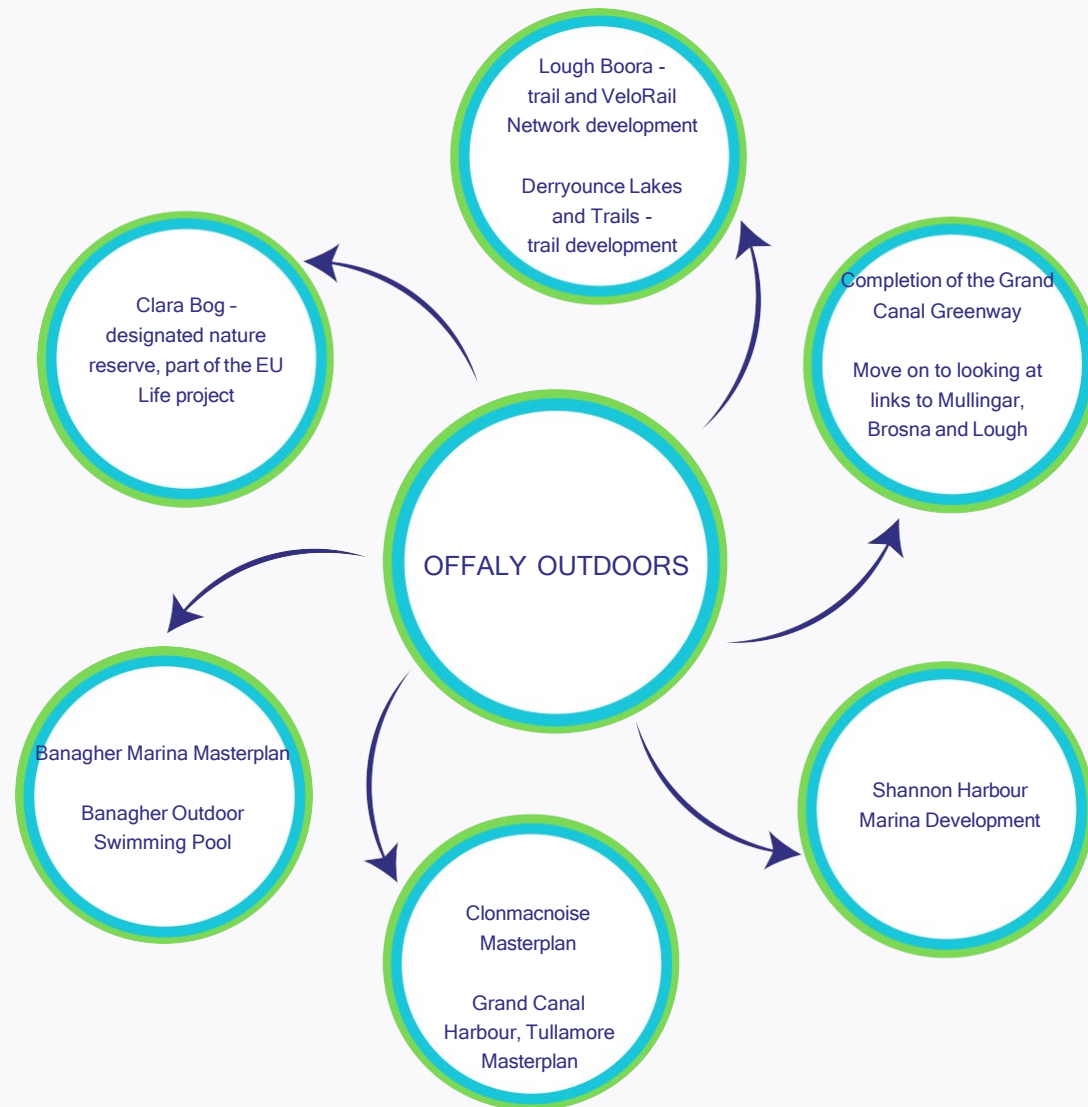 Lough Boora -
trail and VeloRail
Network development
Derryounce Lakes
and Trails -
trail development
Completion of the Grand
Canal Greenway
Move on to looking at
links to Mullingar,
Brosna and Lough
Clara Bog -
designated nature
reserve, part of the EU
Life project
OFFALY OUTDOORS
Banagher Marina Masterplan
Banagher Outdoor
Swimming Pool
Shannon Harbour
Marina Development
Clonmacnoise
Masterplan
Grand Canal
Harbour, Tullamore
Masterplan